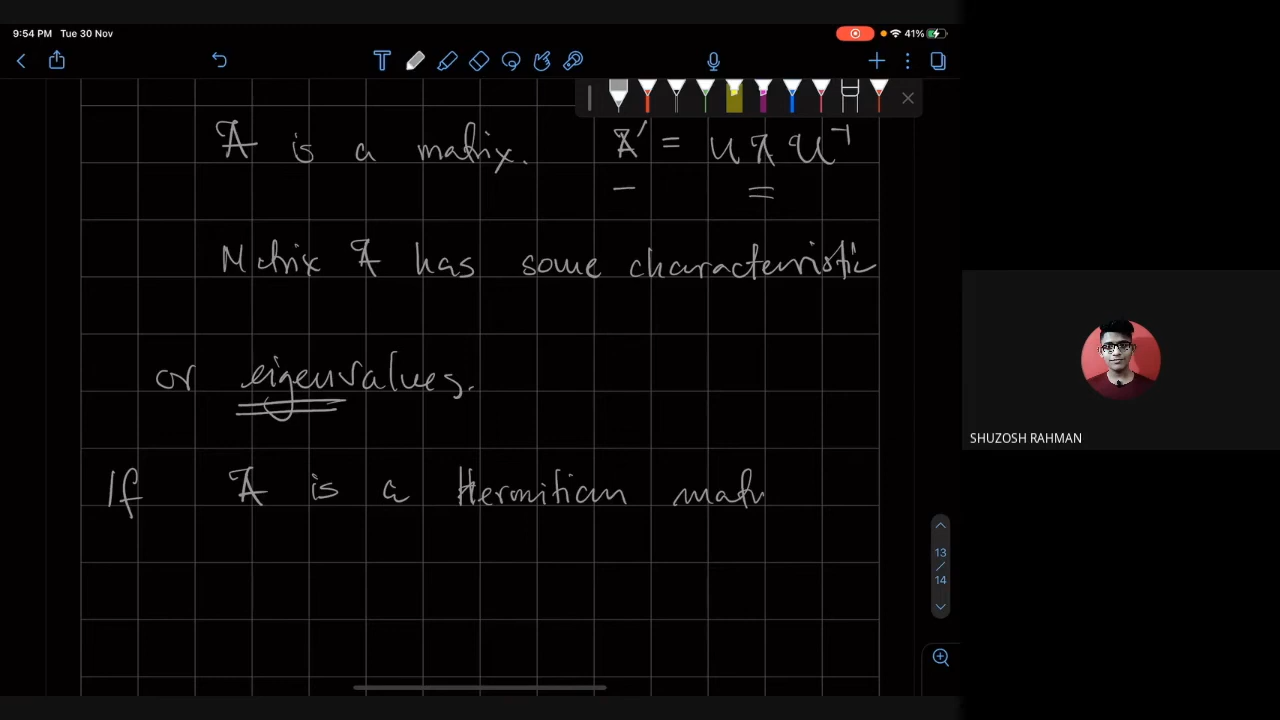 9:54 PM Tue 30 Nov
41%
A is a matrix. A' = U A U⁻¹
Matrix A has some characteristic
or eigenvalues.
If A is a Hermitian matr
13
/
14
SHUZOSH RAHMAN